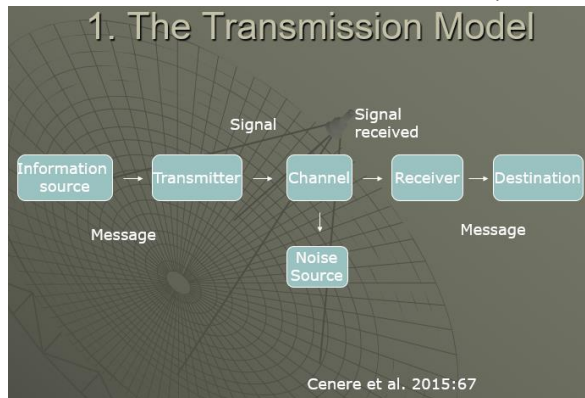 1. The Transmission Model
Signal
Signal
received
Information
source
Transmitter
Channel
Receiver
Destination
Message
Message
Noise
Source
Cenere et al. 2015:67